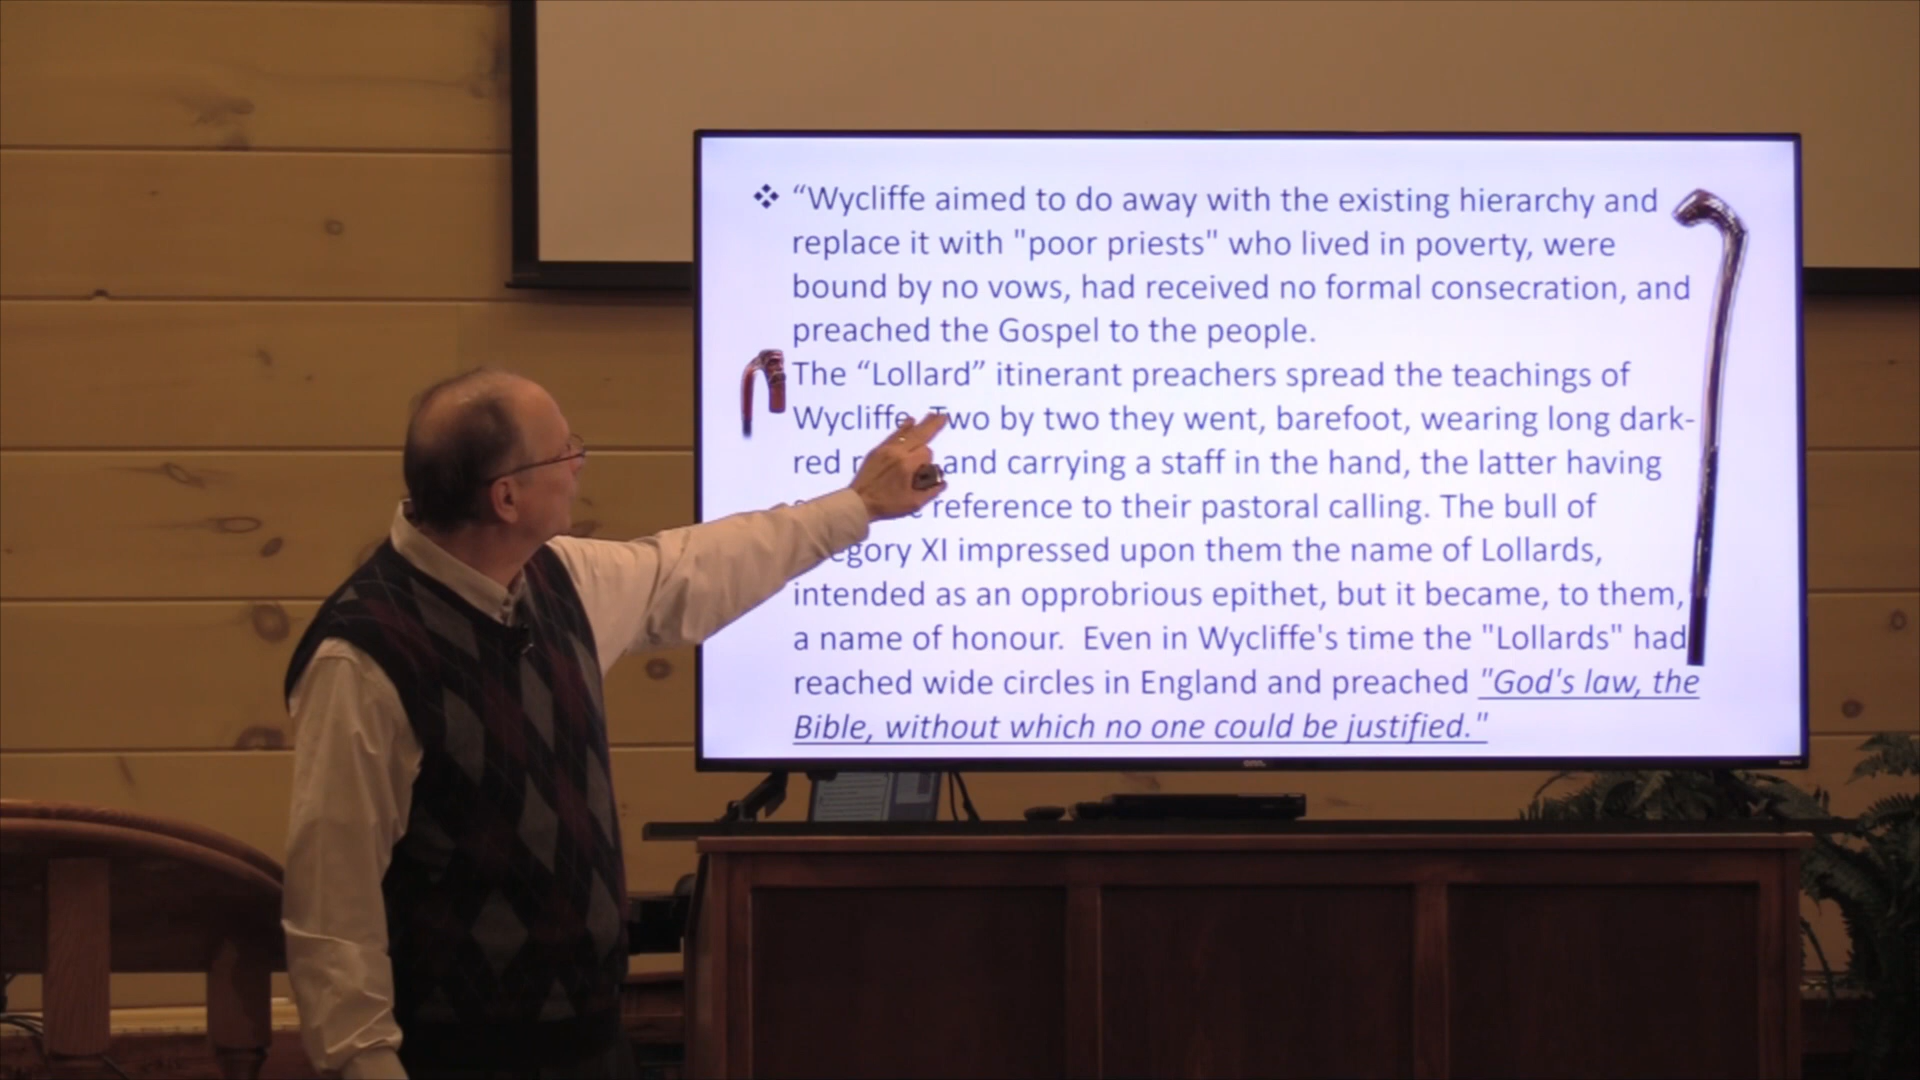 ❖ “Wycliffe aimed to do away with the existing hierarchy and
replace it with "poor priests" who lived in poverty, were
bound by no vows, had received no formal consecration, and
preached the Gospel to the people.
The “Lollard” itinerant preachers spread the teachings of
Wycliffe. Two by two they went, barefoot, wearing long dark-
red and carrying a staff in the hand, the latter having
reference to their pastoral calling. The bull of
egory XI impressed upon them the name of Lollards,
intended as an opprobrious epithet, but it became, to them,
a name of honour. Even in Wycliffe's time the "Lollards" had
reached wide circles in England and preached "God's law, the
Bible, without which no one could be justified."
onn.